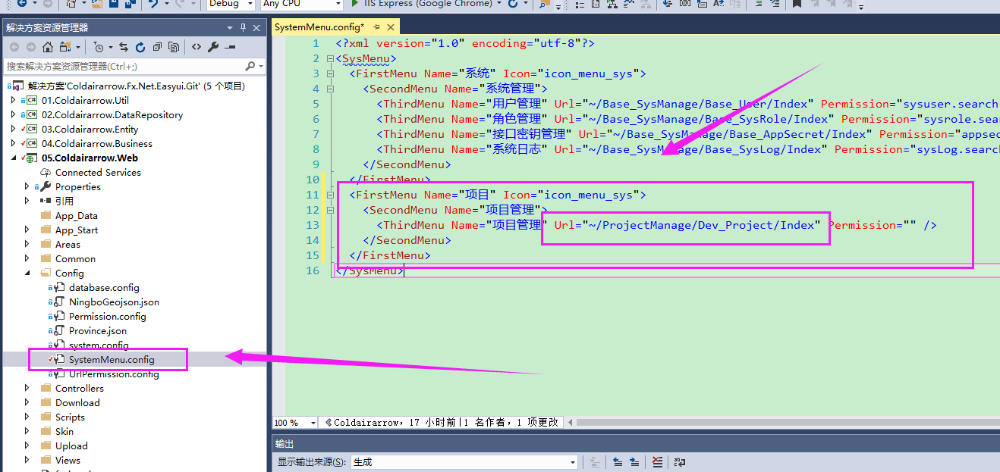 Debug
Any CPU
IIS Express (Google Chrome)
解决方案资源管理器
搜索解决方案资源管理器(Ctrl+;)
解决方案'Coldairarrow.Fx.Net.Easyui.Git' (5 个项目)
01.Coldairarrow.Util
02.Coldairarrow.DataRepository
03.Coldairarrow.Entity
04.Coldairarrow.Business
05.Coldairarrow.Web
Connected Services
Properties
引用
App_Data
App_Start
Areas
Common
Config
database.config
NingboGeojson.json
Permission.config
Province.json
system.config
SystemMenu.config
UrlPermission.config
Controllers
Download
Scripts
Skin
Upload
Views
SystemMenu.config*
1 <?xml version="1.0" encoding="utf-8"?>
2 <SysMenu>
3 <FirstMenu Name="系统" Icon="icon_menu_sys">
4 <SecondMenu Name="系统管理">
5 <ThirdMenu Name="用户管理" Url="~/Base_SysManage/Base_User/Index" Permission="sysuser.search
6 <ThirdMenu Name="角色管理" Url="~/Base_SysManage/Base_SysRole/Index" Permission="sysrole.sea
7 <ThirdMenu Name="接口密钥管理" Url="~/Base_SysManage/Base_AppSecret/Index" Permission="appsec
8 <ThirdMenu Name="系统日志" Url="~/Base_SysManage/Base_SysLog/Index" Permission="sysLog.search
9 </SecondMenu>
10 </FirstMenu>
11 <FirstMenu Name="项目" Icon="icon_menu_sys">
12 <SecondMenu Name="项目管理">
13 <ThirdMenu Name="项目管理" Url="~/ProjectManage/Dev_Project/Index" Permission="" />
14 </SecondMenu>
15 </FirstMenu>
16 </SysMenu>
100 %
Coldairarrow，17 小时前|1 名作者，1 项更改
输出
显示输出来源(S): 生成